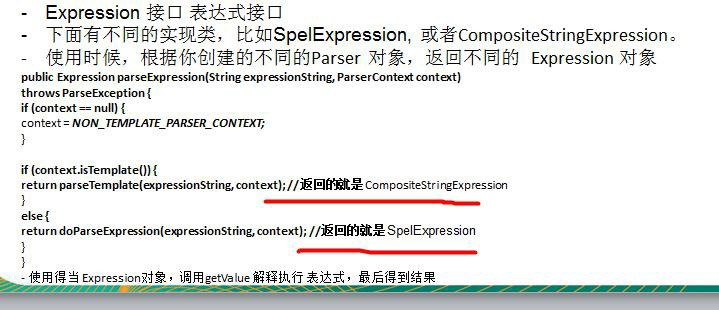 - Expression 接口 表达式接口
- 下面有不同的实现类，比如SpelExpression, 或者CompositeStringExpression。
- 使用时候，根据你创建的不同的Parser 对象，返回不同的 Expression 对象
public Expression parseExpression(String expressionString, ParserContext context)
throws ParseException {
if (context == null) {
context = NON_TEMPLATE_PARSER_CONTEXT;
}
if (context.isTemplate()) {
return parseTemplate(expressionString, context); //返回的就是 CompositeStringExpression
}
else {
return doParseExpression(expressionString, context); //返回的就是 SpelExpression
}
}
- 使用得当 Expression对象，调用getValue 解释执行 表达式，最后得到结果